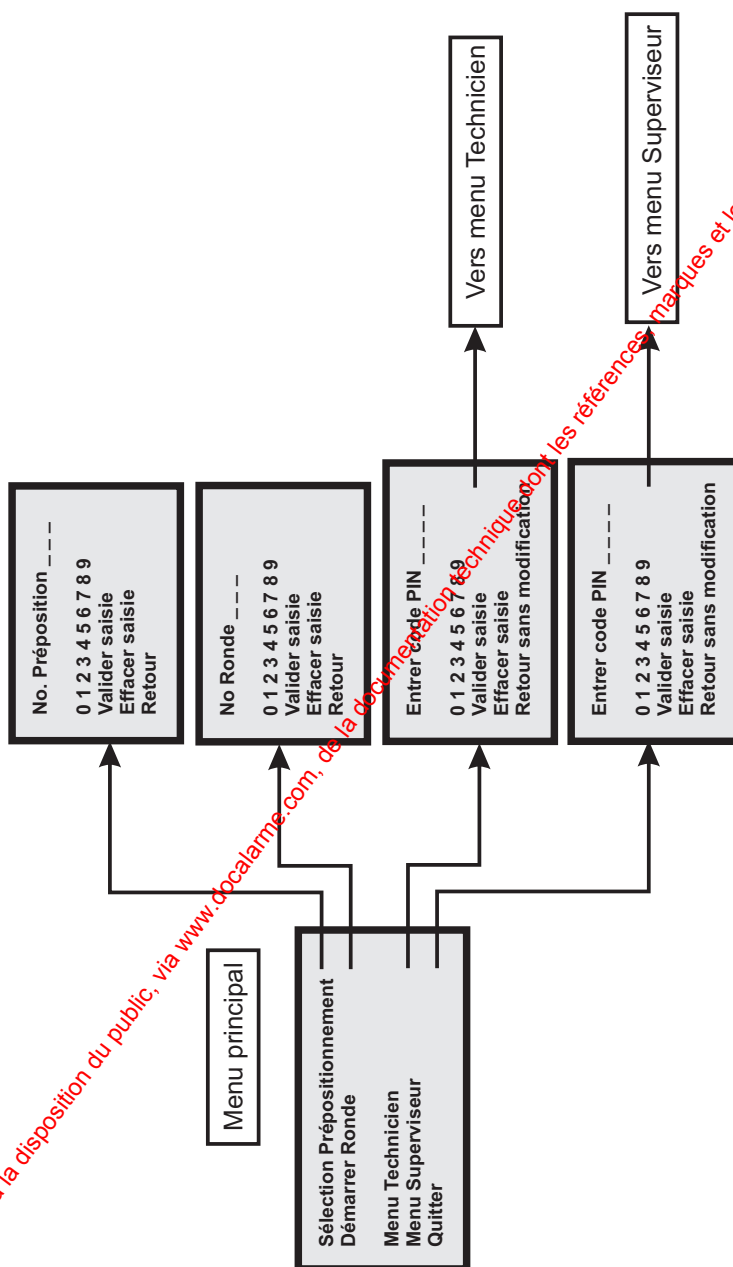 Menu principal
Sélection Prépositionnement
Démarrer Ronde
Menu Technicien
Menu Superviseur
Quitter
No. Préposition _ _ _
0 1 2 3 4 5 6 7 8 9
Valider saisie
Effacer saisie
Retour
No Ronde _ _ _
0 1 2 3 4 5 6 7 8 9
Valider saisie
Effacer saisie
Retour
Entrer code PIN _ _ _ _
0 1 2 3 4 5 6 7 8 9
Valider saisie
Effacer saisie
Retour sans modification
Entrer code PIN _ _ _ _
0 1 2 3 4 5 6 7 8 9
Valider saisie
Effacer saisie
Retour sans modification
Vers menu Technicien
Vers menu Superviseur
la disposition du public, via www.docalarme.com, de la documentation technique dont les références, marques et